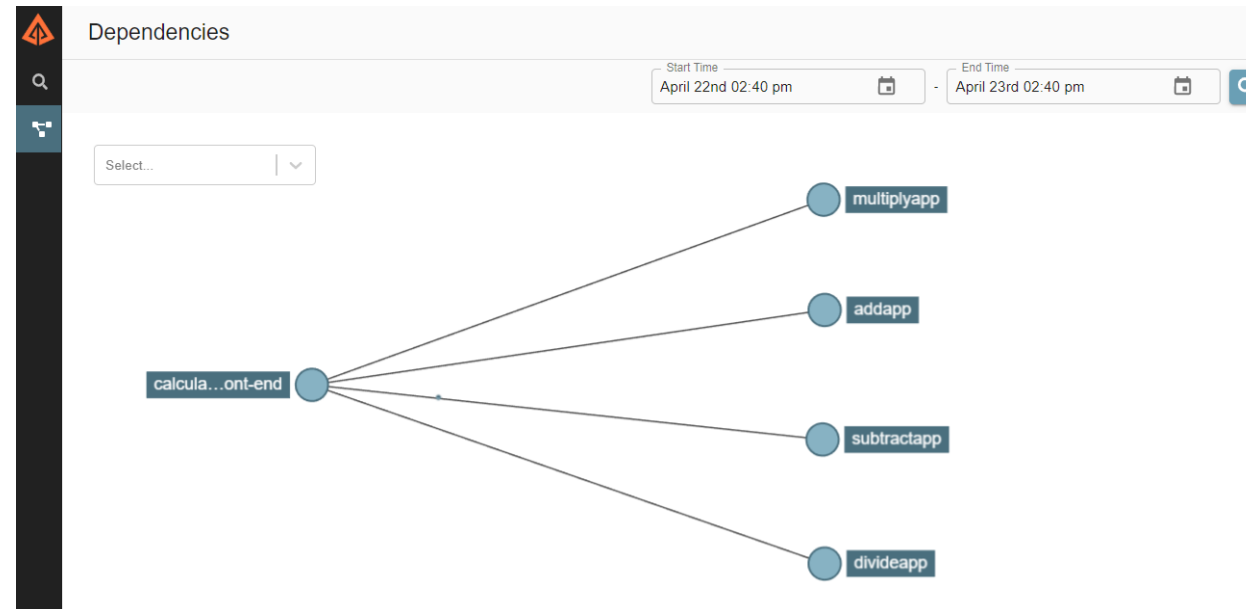 Dependencies
Start Time
April 22nd 02:40 pm
-
End Time
April 23rd 02:40 pm
Select...
multiplyapp
addapp
calcula...ont-end
subtractapp
divideapp